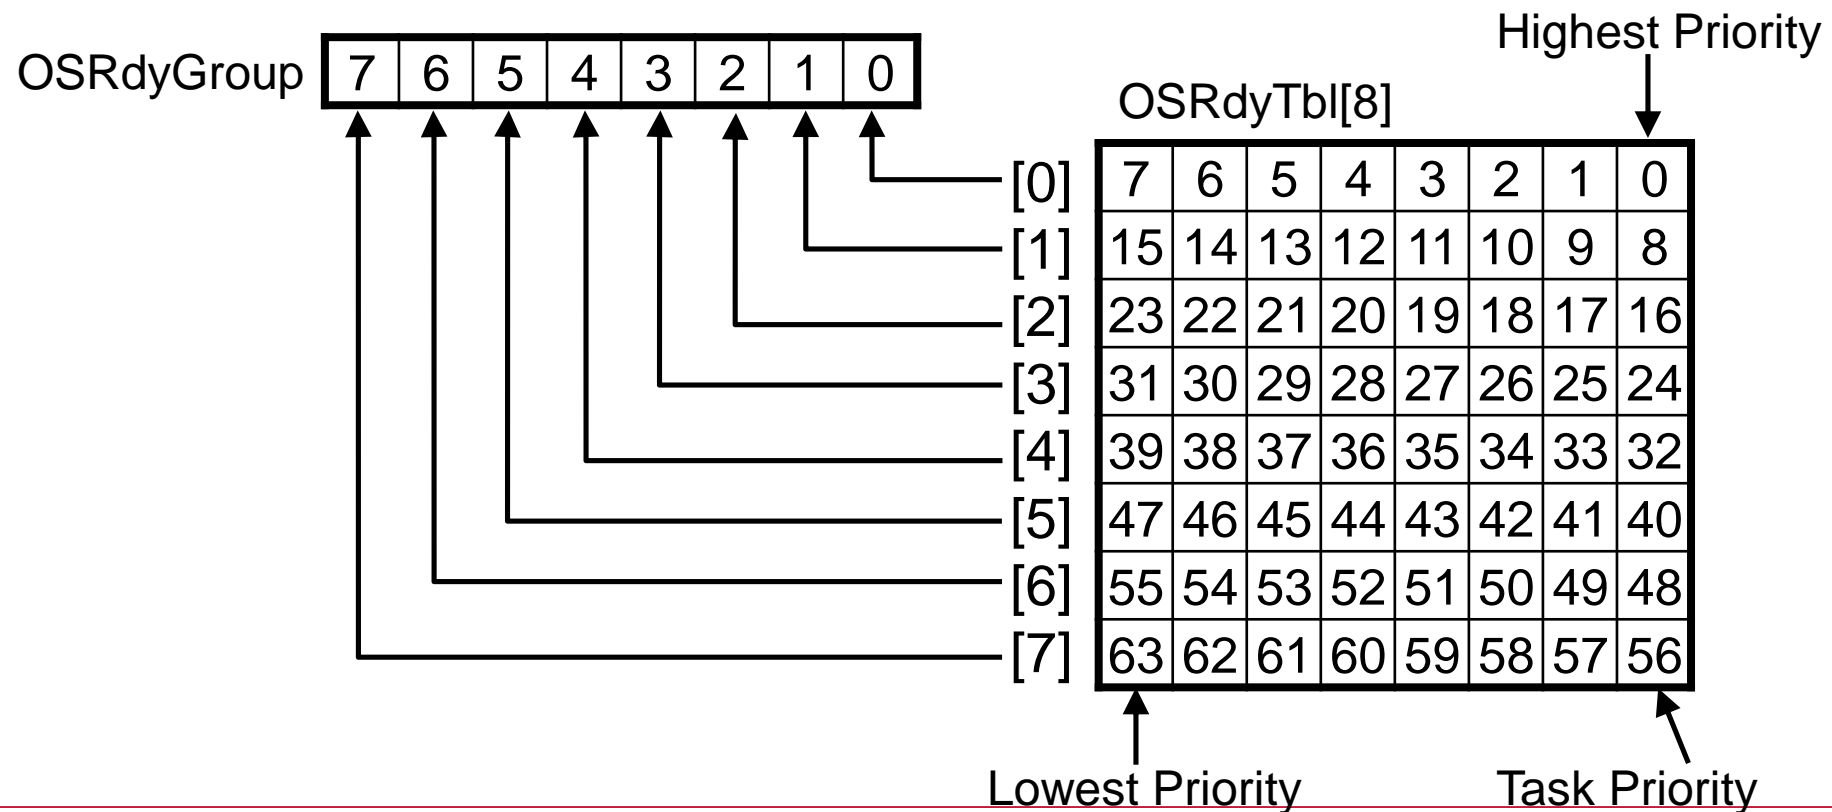 Highest Priority
OSRdyGroup 7 6 5 4 3 2 1 0
OSRdyTbl[8]
[0] 7 6 5 4 3 2 1 0
[1] 15 14 13 12 11 10 9 8
[2] 23 22 21 20 19 18 17 16
[3] 31 30 29 28 27 26 25 24
[4] 39 38 37 36 35 34 33 32
[5] 47 46 45 44 43 42 41 40
[6] 55 54 53 52 51 50 49 48
[7] 63 62 61 60 59 58 57 56
Lowest Priority Task Priority